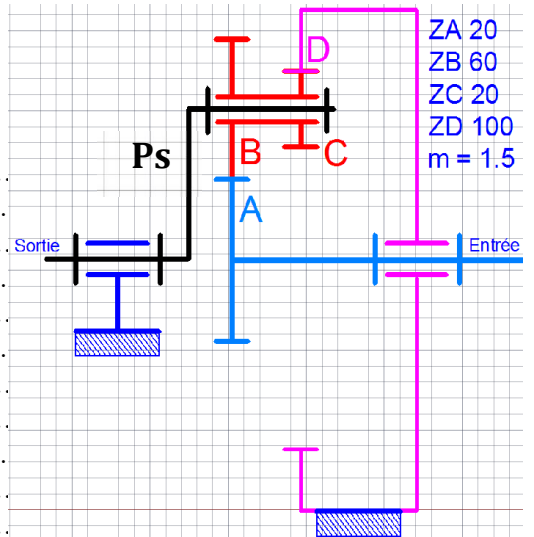 D
ZA 20
ZB 60
ZC 20
ZD 100
m = 1.5
Ps
B
C
A
Sortie
Entrée